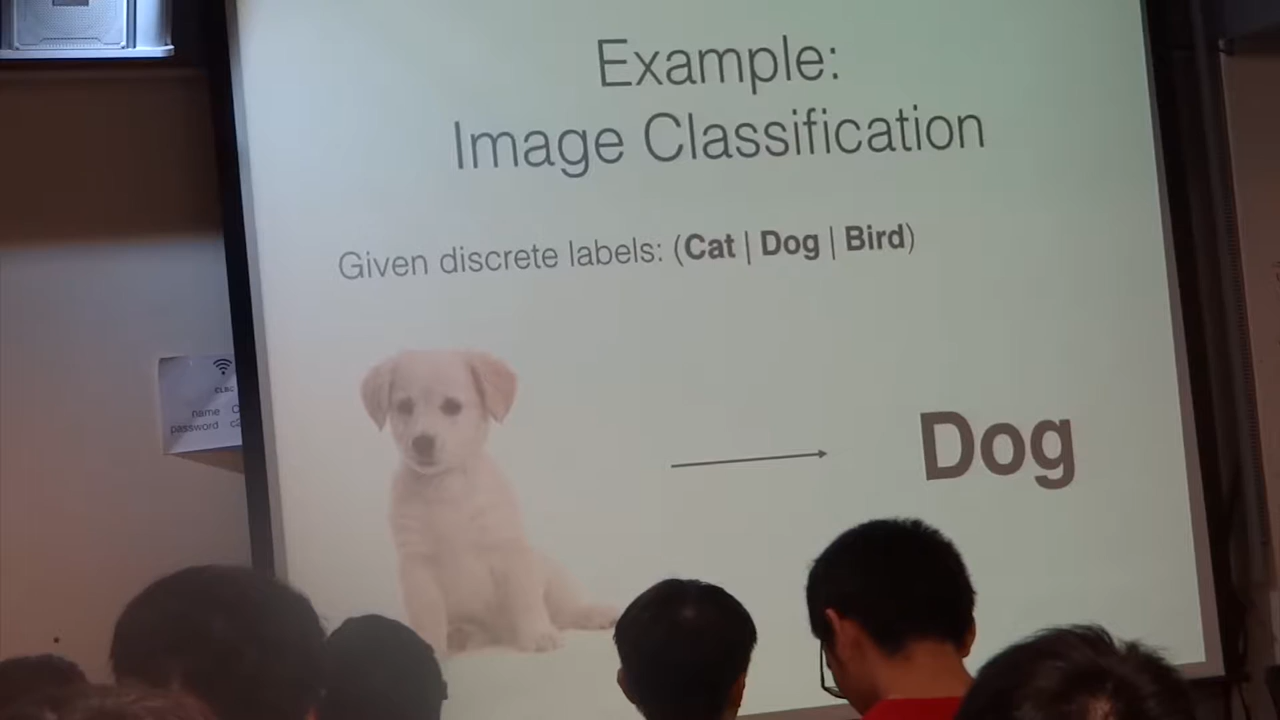 Example:
Image Classification
Given discrete labels: (Cat | Dog | Bird)
Dog
name
password